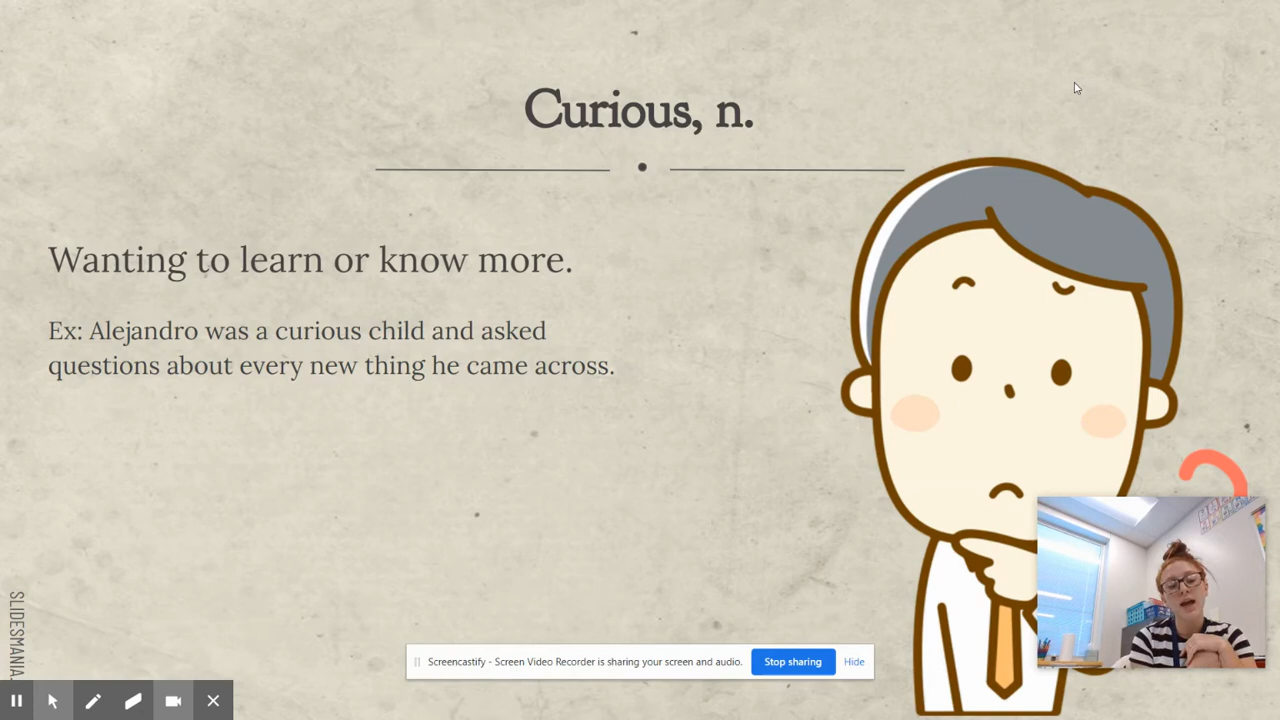 Curious, n.
Wanting to learn or know more.
Ex: Alejandro was a curious child and asked
questions about every new thing he came across.
SLIDESMANIA.
Screencastify - Screen Video Recorder is sharing your screen and audio.
Stop sharing
Hide